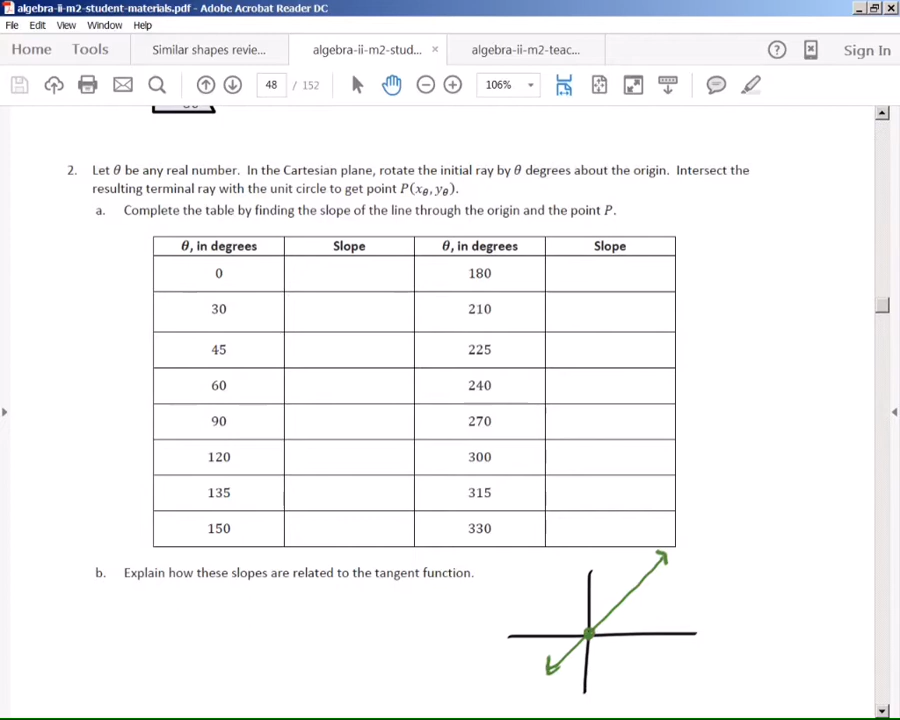 algebra-ii-m2-student-materials.pdf - Adobe Acrobat Reader DC
File Edit View Window Help
Home Tools Similar shapes revie... algebra-ii-m2-stud... × algebra-ii-m2-teac... ? Sign In
48 / 152 106%
2. Let θ be any real number. In the Cartesian plane, rotate the initial ray by θ degrees about the origin. Intersect the
resulting terminal ray with the unit circle to get point P(xθ, yθ).
a. Complete the table by finding the slope of the line through the origin and the point P.
θ, in degrees Slope θ, in degrees Slope
0 180
30 210
45 225
60 240
90 270
120 300
135 315
150 330
b. Explain how these slopes are related to the tangent function.